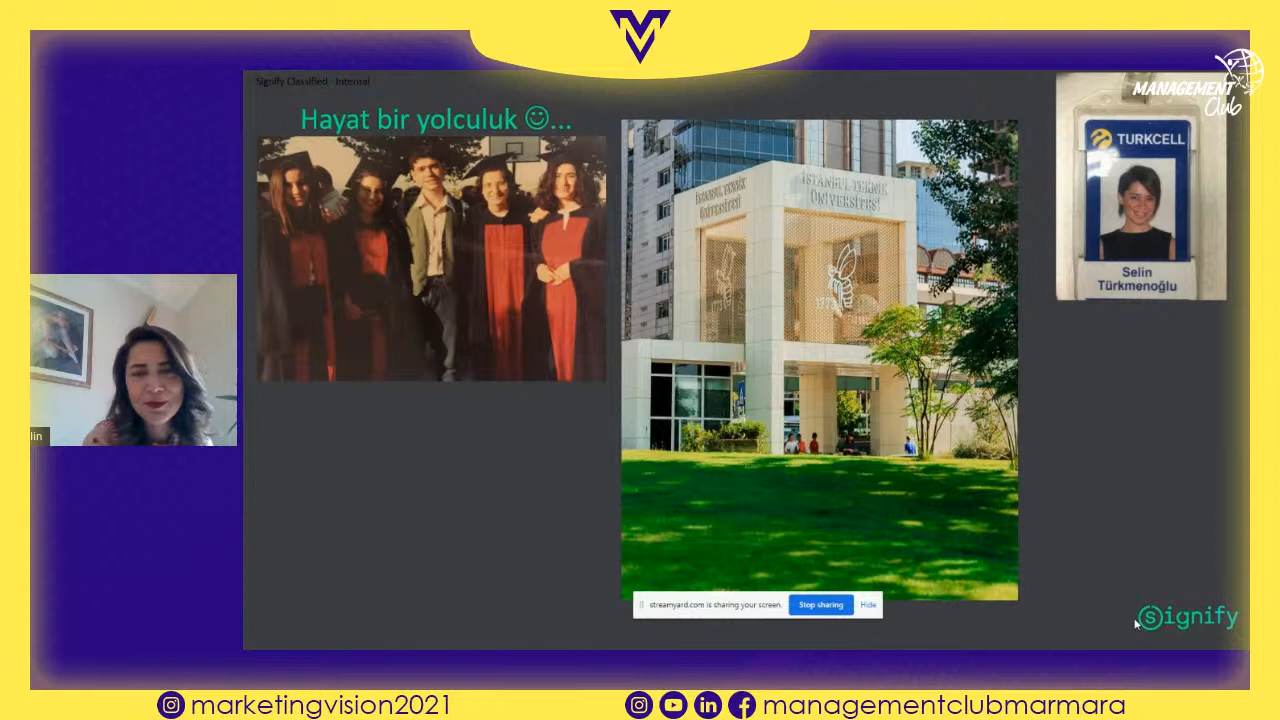 Signify Classified - Internal
MANAGEMENT
Club
Hayat bir yolculuk ☺...
TURKCELL
Selin
Türkmenoğlu
İSTANBUL TEKNİK
ÜNİVERSİTESİ
İSTANBUL TEKNİK
ÜNİVERSİTESİ
1773
lin
streamyard.com is sharing your screen.
Stop sharing
Hide
signify
marketingvision2021
managementclubmarmara